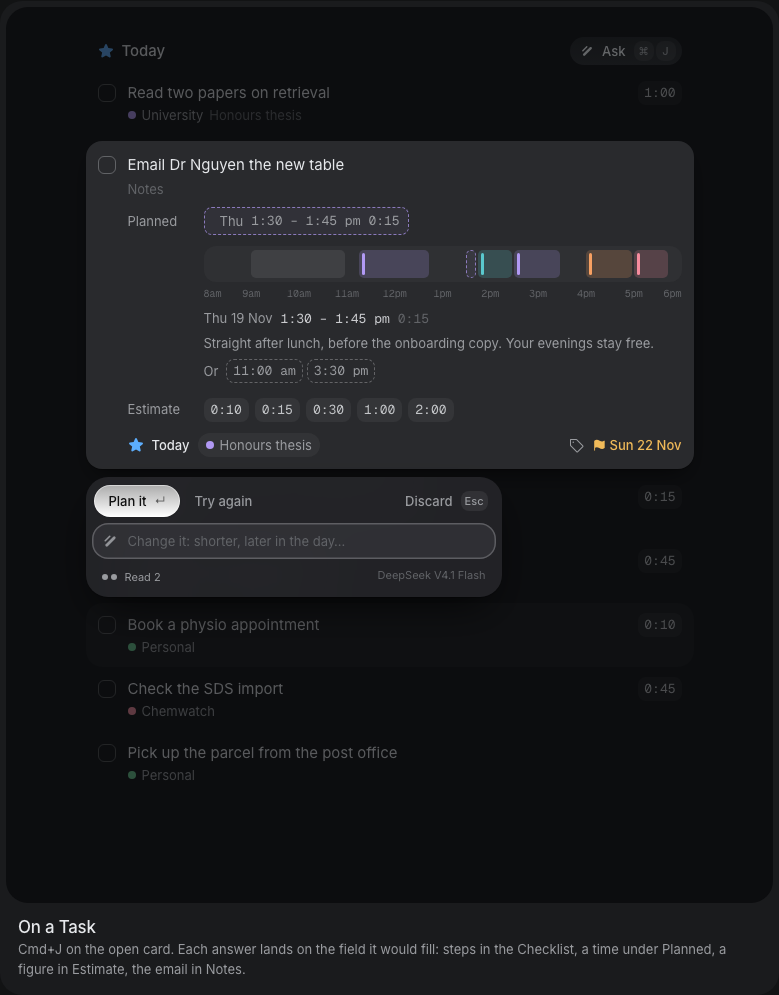 Today
Ask ⌘ J
Read two papers on retrieval 1:00
University Honours thesis
Email Dr Nguyen the new table
Notes
Planned Thu 1:30 – 1:45 pm 0:15
8am 9am 10am 11am 12pm 1pm 2pm 3pm 4pm 5pm 6pm
Thu 19 Nov 1:30 – 1:45 pm 0:15
Straight after lunch, before the onboarding copy. Your evenings stay free.
Or 11:00 am 3:30 pm
Estimate 0:10 0:15 0:30 1:00 2:00
Today Honours thesis Sun 22 Nov
Plan it ↵ Try again Discard Esc
0:15
Change it: shorter, later in the day...
0:45
Read 2 DeepSeek V4.1 Flash
Book a physio appointment 0:10
Personal
Check the SDS import 0:45
Chemwatch
Pick up the parcel from the post office
Personal
On a Task
Cmd+J on the open card. Each answer lands on the field it would fill: steps in the Checklist, a time under Planned, a
figure in Estimate, the email in Notes.